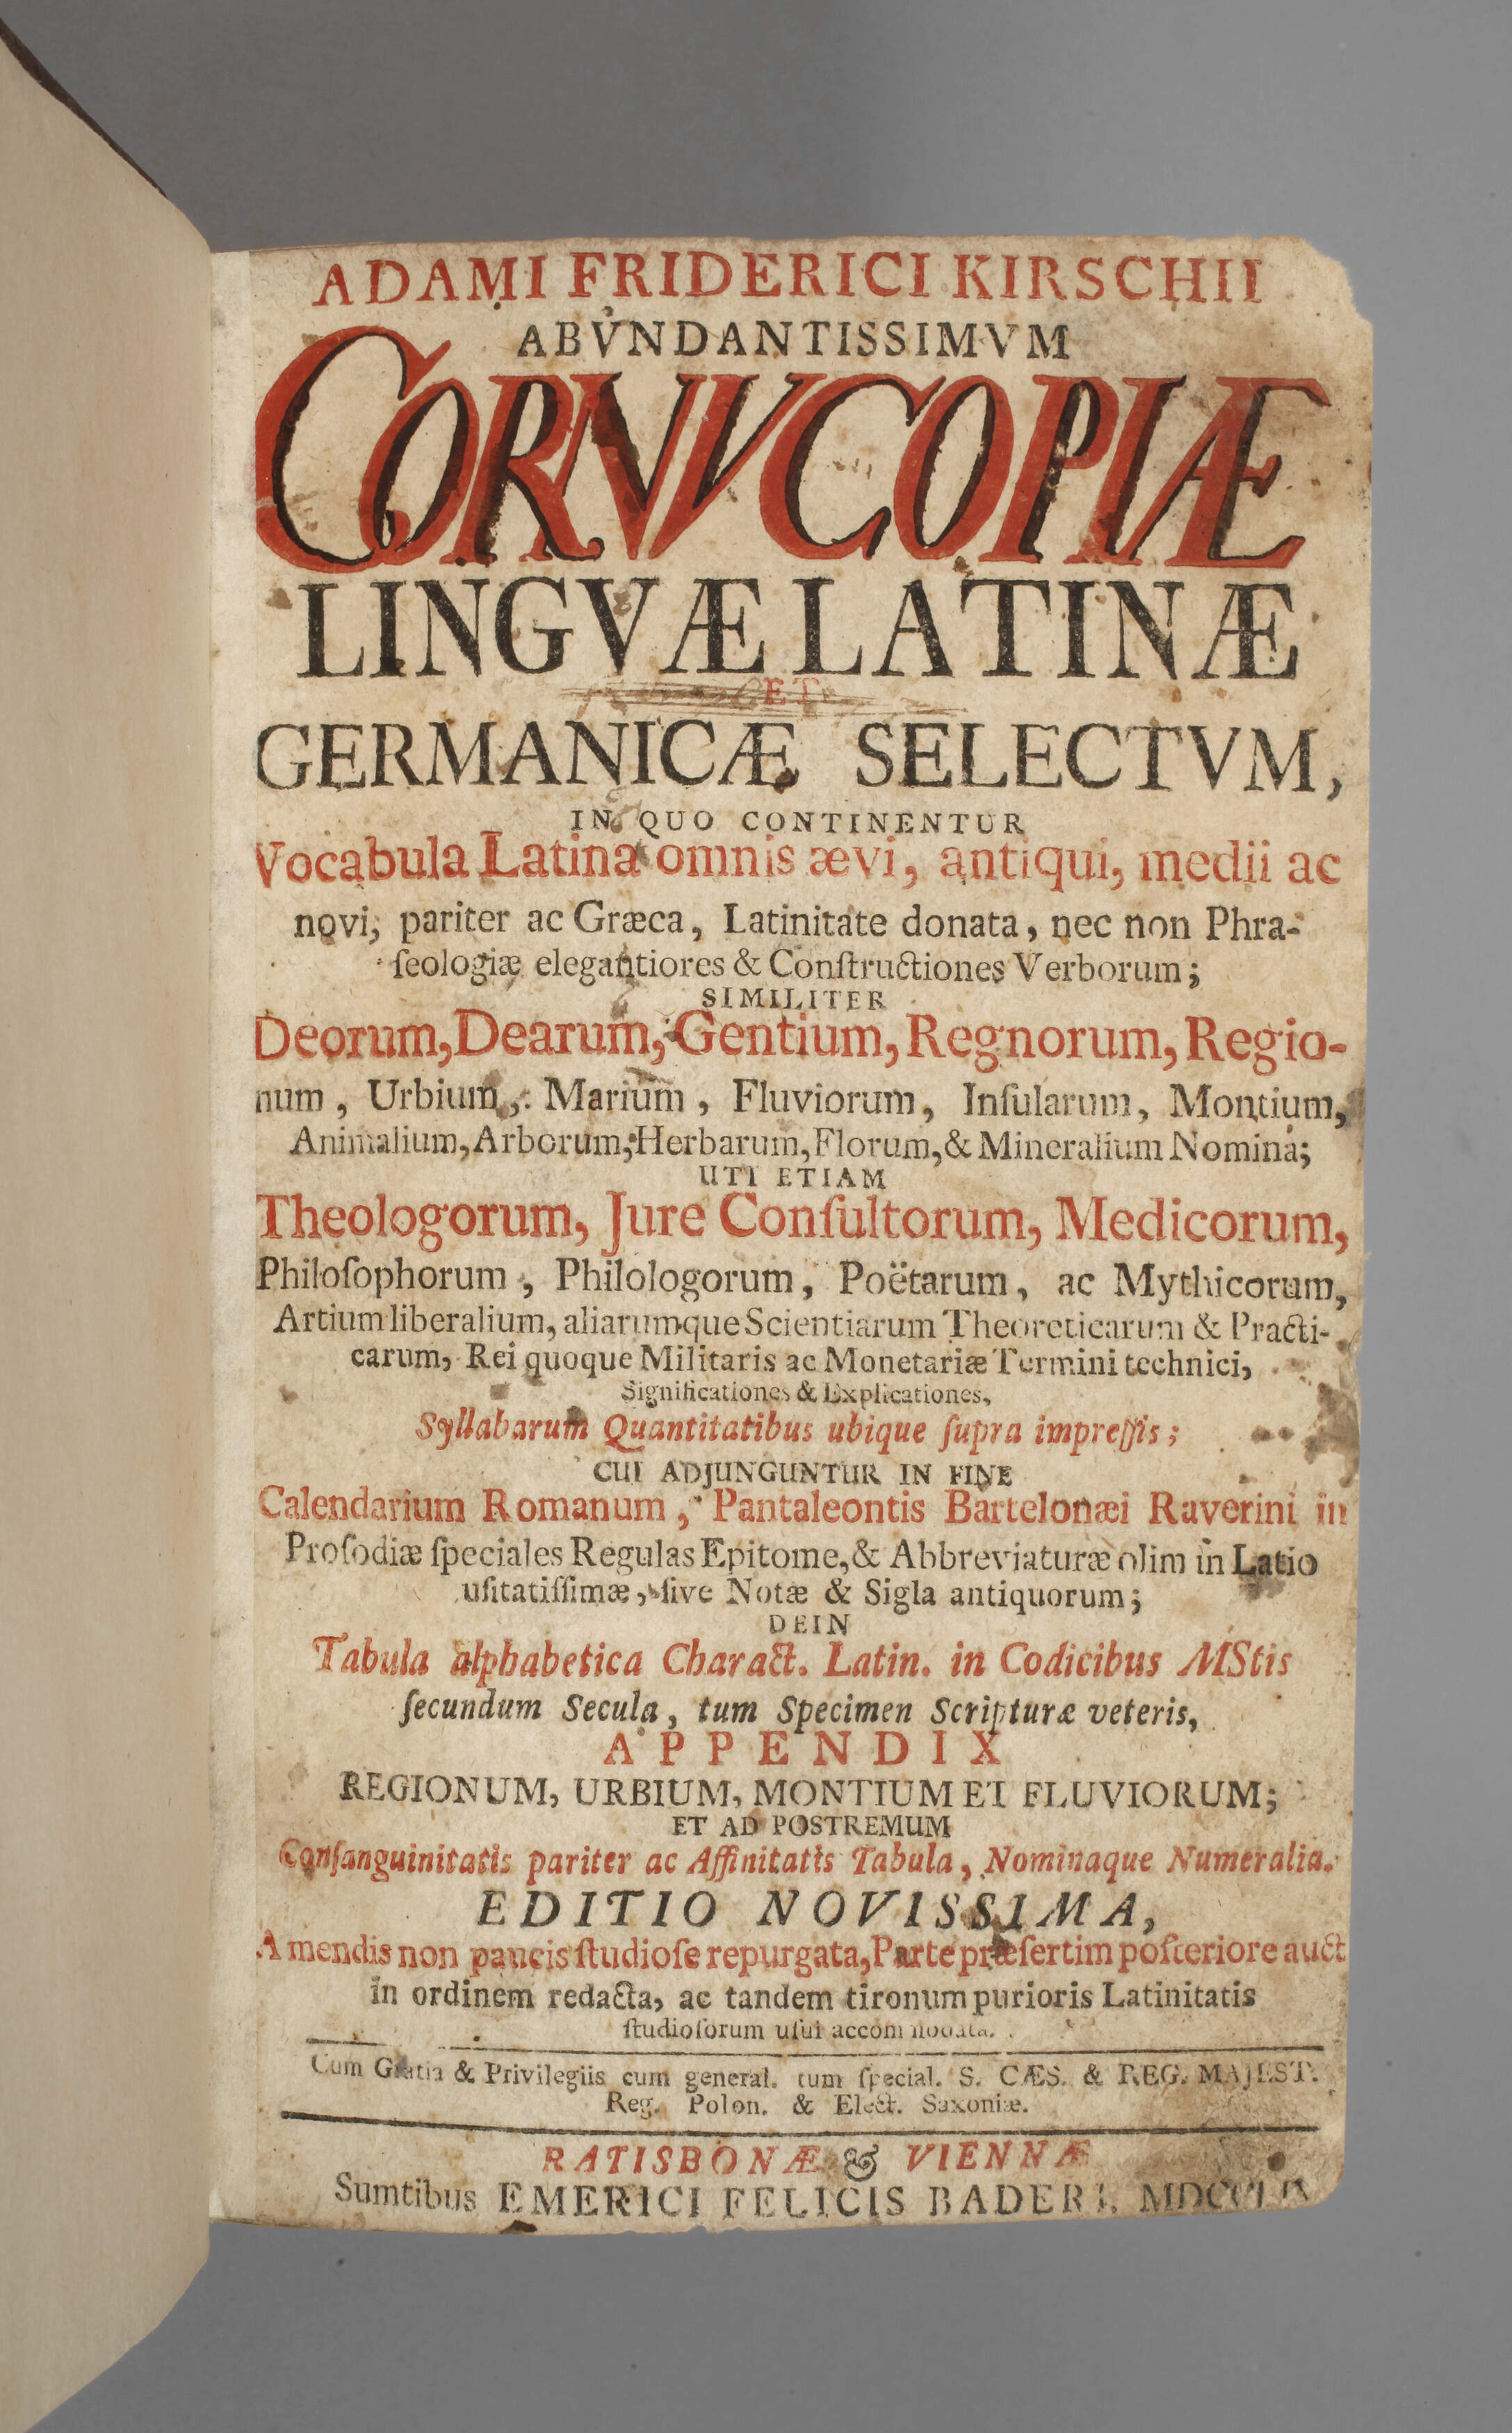 ADAMI FRIDERICI KIRSCHII
ABVNDANTISSIMVM
CORNVCOPIÆ
LINGVÆ LATINÆ
ET
GERMANICÆ SELECTVM,
IN QUO CONTINENTUR
Vocabula Latina omnis ævi, antiqui, medii ac
novi, pariter ac Græca, Latinitate donata, nec non Phra-
ſeologiæ elegantiores & Conſtructiones Verborum;
SIMILITER
Deorum, Dearum, Gentium, Regnorum, Regio-
num, Urbium, Marium, Fluviorum, Inſularum, Montium,
Animalium, Arborum, Herbarum, Florum, & Mineralium Nomina;
UTI ETIAM
Theologorum, Jure Conſultorum, Medicorum,
Philoſophorum, Philologorum, Poëtarum, ac Mythicorum,
Artium liberalium, aliarumque Scientiarum Theoreticarum & Practi-
carum, Rei quoque Militaris ac Monetariæ Termini technici,
Significationes & Explicationes,
Syllabarum Quantitatibus ubique ſupra impreſſis;
CUI ADJUNGUNTUR IN FINE
Calendarium Romanum, Pantaleontis Bartelonæi Raverini in
Proſodiæ ſpeciales Regulas Epitome, & Abbreviaturæ olim in Latio
uſitatiſſimæ, ſive Notæ & Sigla antiquorum;
DEIN
Tabula alphabetica Charact. Latin. in Codicibus MStis
ſecundum Secula, tum Specimen Scripturæ veteris,
APPENDIX
REGIONUM, URBIUM, MONTIUM ET FLUVIORUM;
ET AD POSTREMUM
Conſanguinitatis pariter ac Affinitatis Tabula, Nominaque Numeralia.
EDITIO NOVISSIMA,
A mendis non paucis ſtudioſe repurgata, Parte præſertim poſteriore auct
in ordinem redacta, ac tandem tironum purioris Latinitatis
ſtudioſorum uſui accommodata.
Cum Gratia & Privilegiis cum general. tum ſpecial. S. CÆS. & REG. MAJEST.
Reg. Polon. & Elect. Saxoniæ.
RATISBONÆ & VIENNÆ
Sumtibus EMERICI FELICIS BADERI.